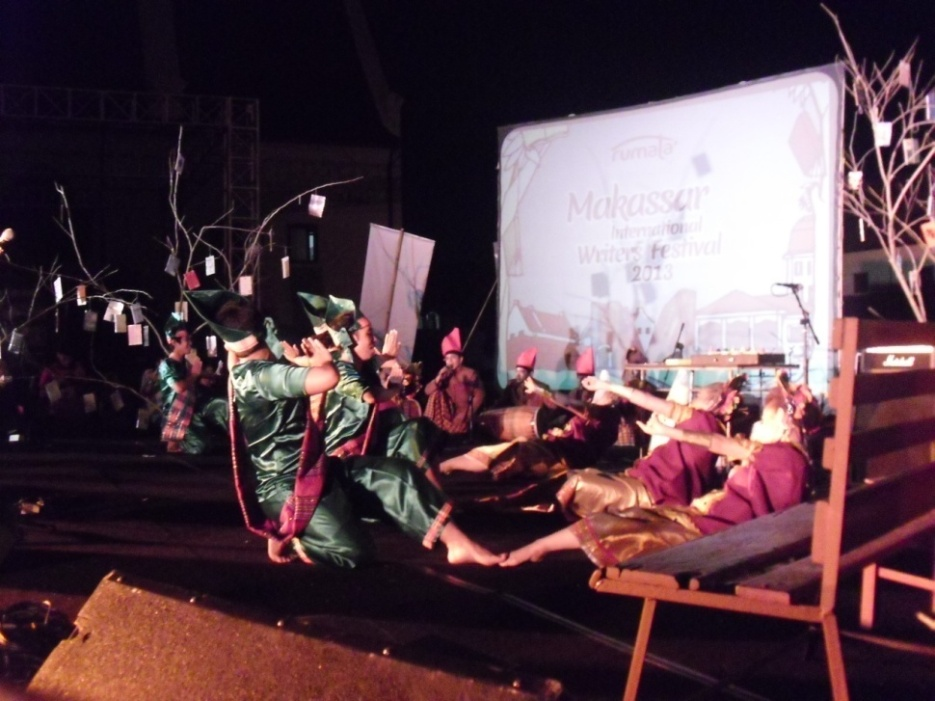 rumata'
Makassar
International
Writers Festival
2013
Marshall